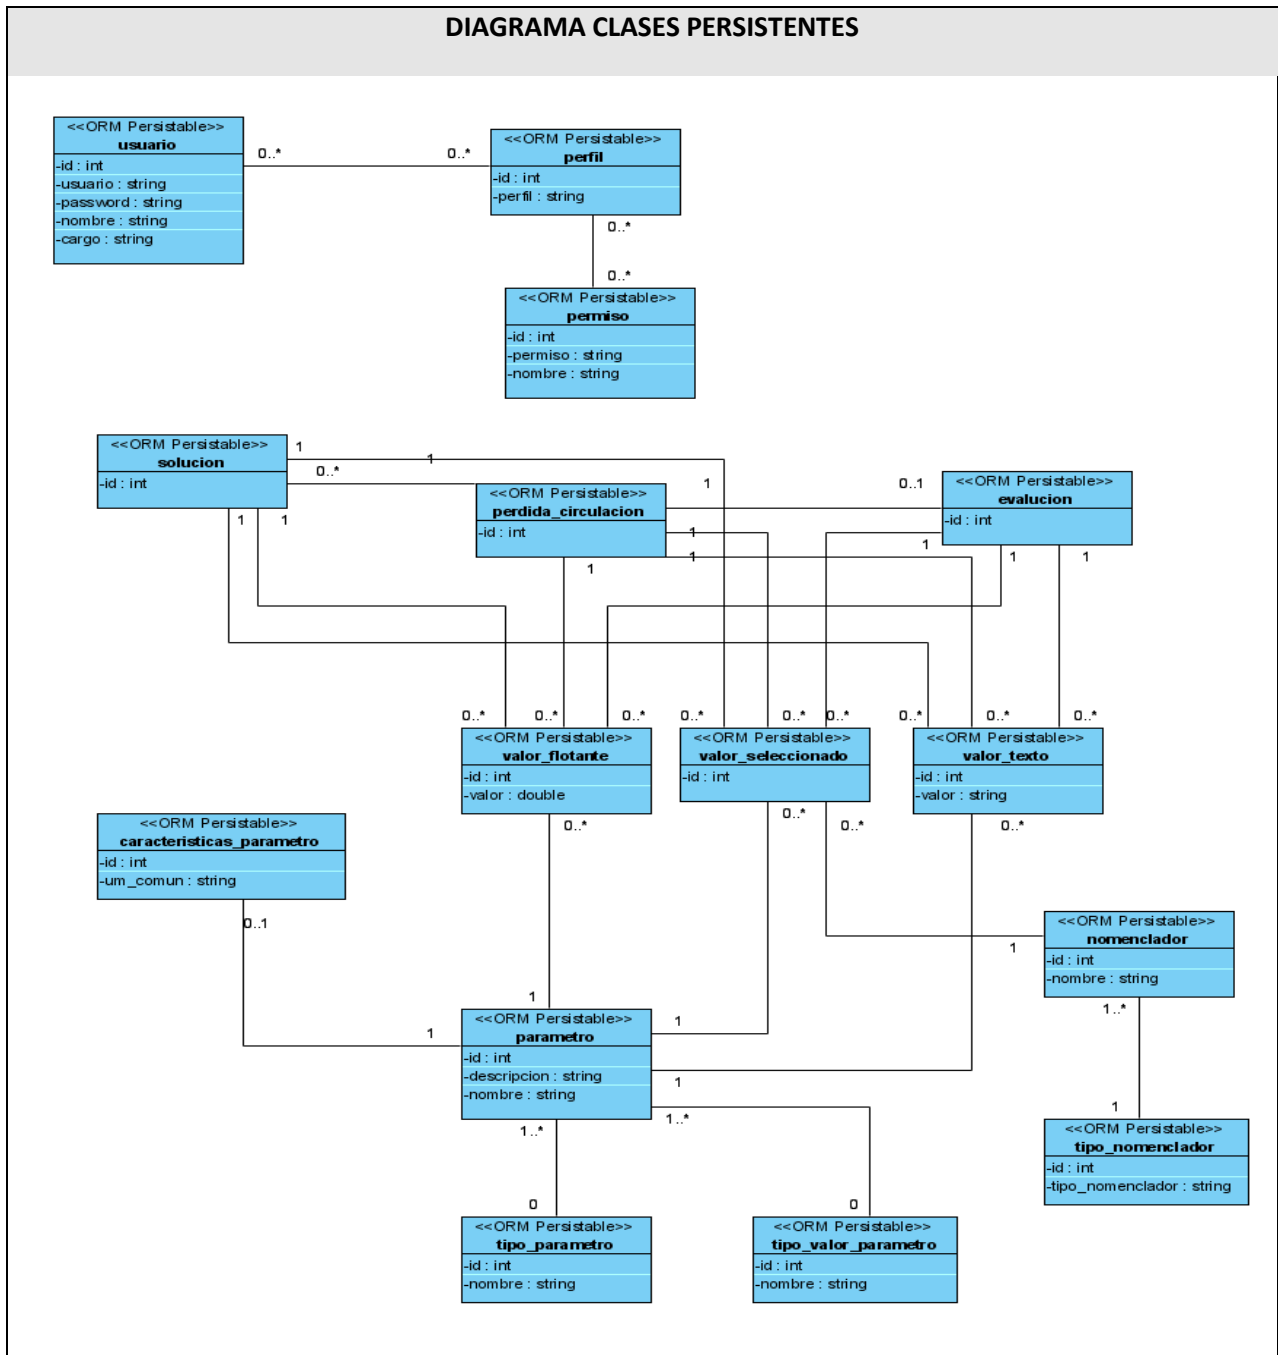 DIAGRAMA CLASES PERSISTENTES
<<ORM Persistable>>
usuario
-id : int
-usuario : string
-password : string
-nombre : string
-cargo : string
0..*
0..*
<<ORM Persistable>>
perfil
-id : int
-perfil : string
0..*
0..*
<<ORM Persistable>>
permiso
-id : int
-permiso : string
-nombre : string
<<ORM Persistable>>
solucion
-id : int
1
1
0..*
1
1
<<ORM Persistable>>
perdida_circulacion
-id : int
1
0..1
1
1
1
<<ORM Persistable>>
evalucion
-id : int
1
1
1
0..*
0..*
0..*
0..*
0..*
0..*
0..*
0..*
0..*
<<ORM Persistable>>
valor_flotante
-id : int
-valor : double
0..*
<<ORM Persistable>>
valor_seleccionado
-id : int
0..*
0..*
<<ORM Persistable>>
valor_texto
-id : int
-valor : string
0..*
<<ORM Persistable>>
caracteristicas_parametro
-id : int
-um_comun : string
0..1
<<ORM Persistable>>
nomenclador
-id : int
-nombre : string
1
1..*
1
1
1
1
<<ORM Persistable>>
parametro
-id : int
-descripcion : string
-nombre : string
1..*
1..*
1
<<ORM Persistable>>
tipo_nomenclador
-id : int
-tipo_nomenclador : string
0
0
<<ORM Persistable>>
tipo_parametro
-id : int
-nombre : string
<<ORM Persistable>>
tipo_valor_parametro
-id : int
-nombre : string